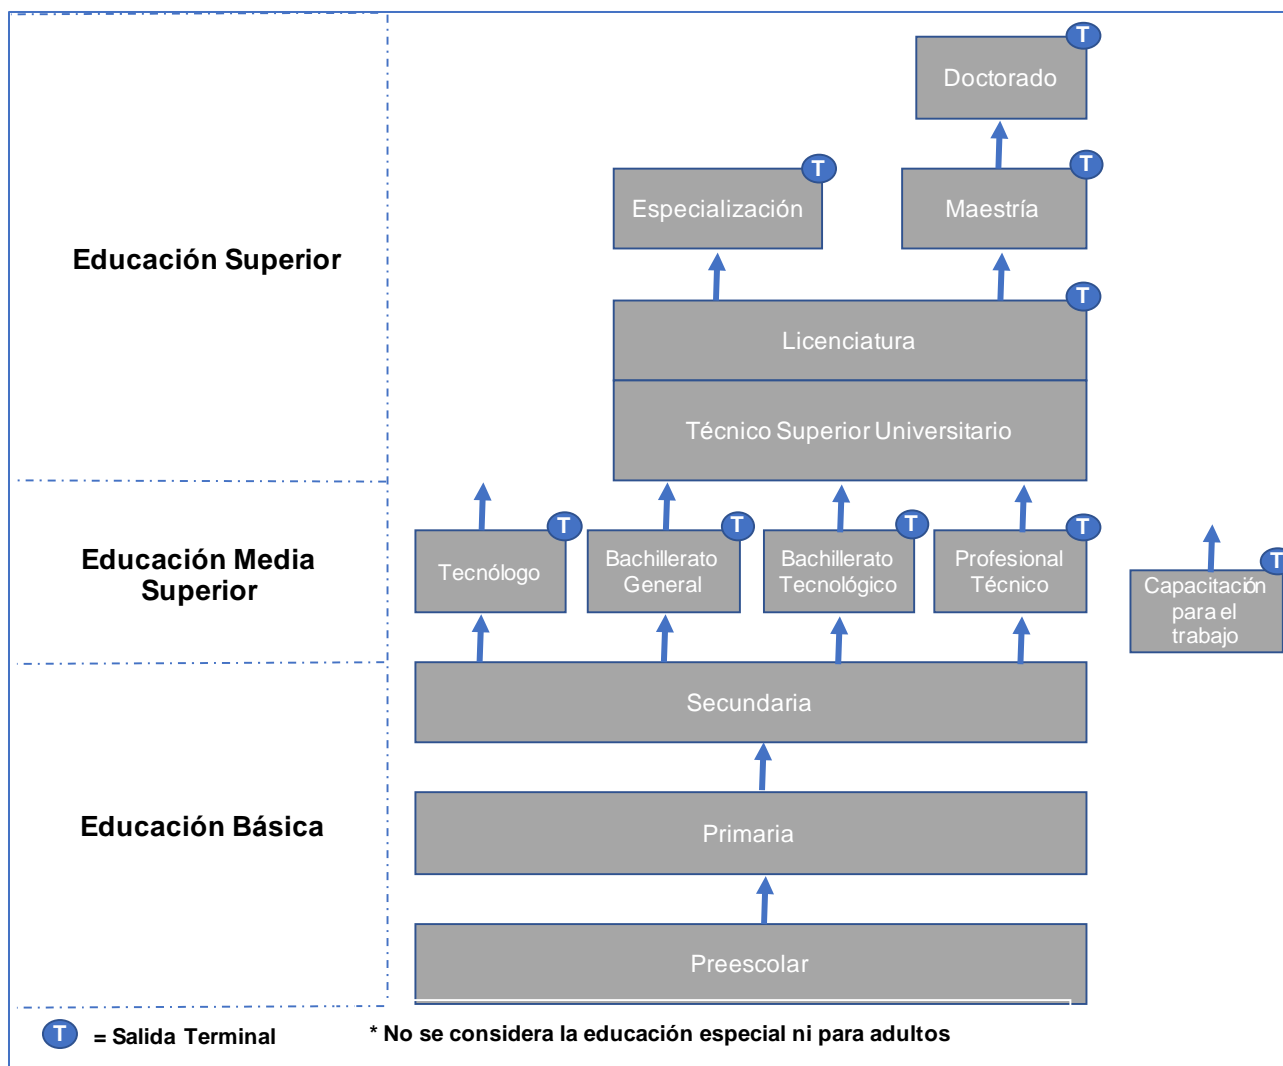 T
Doctorado
T
Especialización
T
Maestría
Educación Superior
T
Licenciatura
Técnico Superior Universitario
Educación Media
Superior
T
Tecnólogo
T
Bachillerato
General
T
Bachillerato
Tecnológico
T
Profesional
Técnico
T
Capacitación
para el
trabajo
Secundaria
Educación Básica
Primaria
Preescolar
T = Salida Terminal
* No se considera la educación especial ni para adultos